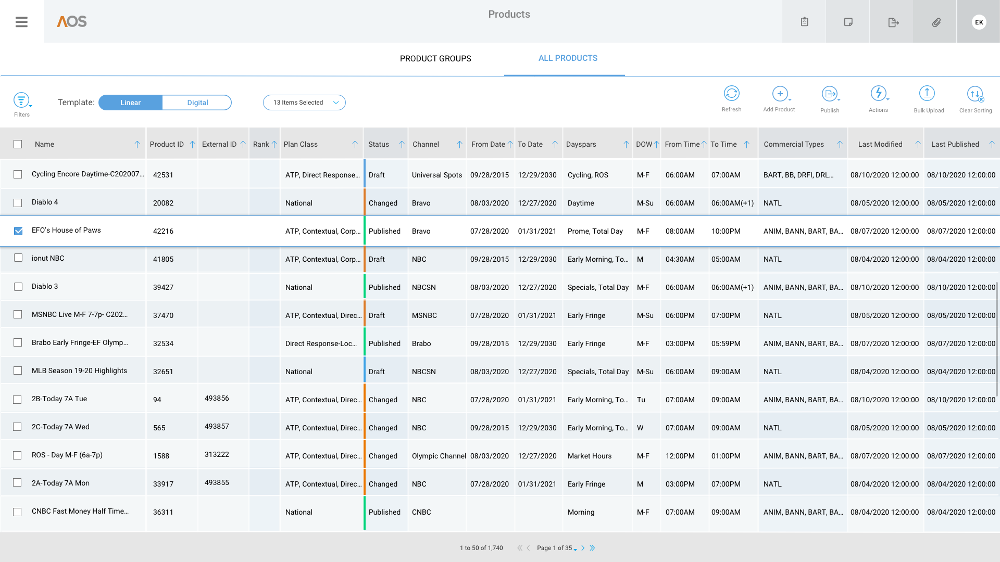 AOS
Products
EK
PRODUCT GROUPS
ALL PRODUCTS
Filters
Template:
Linear
Digital
13 Items Selected
Refresh
Add Product
Publish
Actions
Bulk Upload
Clear Sorting
Name Product ID External ID Rank Plan Class Status Channel From Date To Date Dayspars DOW From Time To Time Commercial Types Last Modified Last Published
Cycling Encore Daytime-C202007... 42531 ATP, Direct Response... Draft Universal Spots 09/28/2015 12/29/2030 Cycling, ROS M-F 06:00AM 07:00AM BART, BB, DRFI, DRL... 08/10/2020 12:00:00 08/10/2020 12:00:00
Diablo 4 20082 National Changed Bravo 08/03/2020 12/27/2020 Daytime M-Su 06:00AM 06:00AM(+1) NATL 08/05/2020 12:00:00 08/05/2020 12:00:00
EFO’s House of Paws 42216 ATP, Contextual, Corp... Published Bravo 07/28/2020 01/31/2021 Prome, Total Day M-F 08:00AM 10:00PM ANIM, BANN, BART, BA... 08/07/2020 12:00:00 08/07/2020 12:00:00
ionut NBC 41805 ATP, Contextual, Corp... Draft NBC 09/28/2015 12/29/2030 Early Morning, To... M 04:30AM 05:00AM NATL 08/04/2020 12:00:00 08/04/2020 12:00:00
Diablo 3 39427 National Published NBCSN 08/03/2020 12/27/2020 Specials, Total Day M-F 06:00AM 06:00AM(+1) ANIM, BANN, BART, BA... 08/10/2020 12:00:00 08/10/2020 12:00:00
MSNBC Live M-F 7-7p- C202... 37470 ATP, Contextual, Direc... Draft MSNBC 07/28/2020 01/31/2021 Early Fringe M-Su 06:00PM 07:00PM NATL 08/05/2020 12:00:00 08/05/2020 12:00:00
Brabo Early Fringe-EF Olymp... 32534 Direct Response-Loc... Published Brabo 09/28/2015 12/29/2030 Early Fringe M-F 03:00PM 05:59PM ANIM, BANN, BART, BA... 08/07/2020 12:00:00 08/07/2020 12:00:00
MLB Season 19-20 Highlights 32651 National Draft NBCSN 08/03/2020 12/27/2020 Specials, Total Day M-Su 06:00AM 09:00AM NATL 08/04/2020 12:00:00 08/04/2020 12:00:00
2B-Today 7A Tue 94 493856 ATP, Contextual, Direc... Changed NBC 07/28/2020 01/31/2021 Early Morning, To... Tu 07:00AM 09:00AM ANIM, BANN, BART, BA... 08/10/2020 12:00:00 08/10/2020 12:00:00
2C-Today 7A Wed 565 493857 ATP, Contextual, Direc... Changed NBC 09/28/2015 12/29/2030 Early Morning, To... W 07:00AM 09:00AM NATL 08/05/2020 12:00:00 08/05/2020 12:00:00
ROS - Day M-F (6a-7p) 1588 313222 ATP, Contextual, Direc... Changed Olympic Channel 08/03/2020 12/27/2020 Market Hours M-F 12:00PM 01:00PM ANIM, BANN, BART, BA... 08/07/2020 12:00:00 08/07/2020 12:00:00
2A-Today 7A Mon 33917 493855 ATP, Contextual, Direc... Changed NBC 07/28/2020 01/31/2021 Early Fringe M 03:00PM 07:00PM NATL 08/04/2020 12:00:00 08/04/2020 12:00:00
CNBC Fast Money Half Time... 36311 National Published CNBC Morning M-F 07:00AM 09:00AM ANIM, BANN, BART, BA... 08/04/2020 12:00:00 08/04/2020 12:00:00
1 to 50 of 1,740 Page 1 of 35